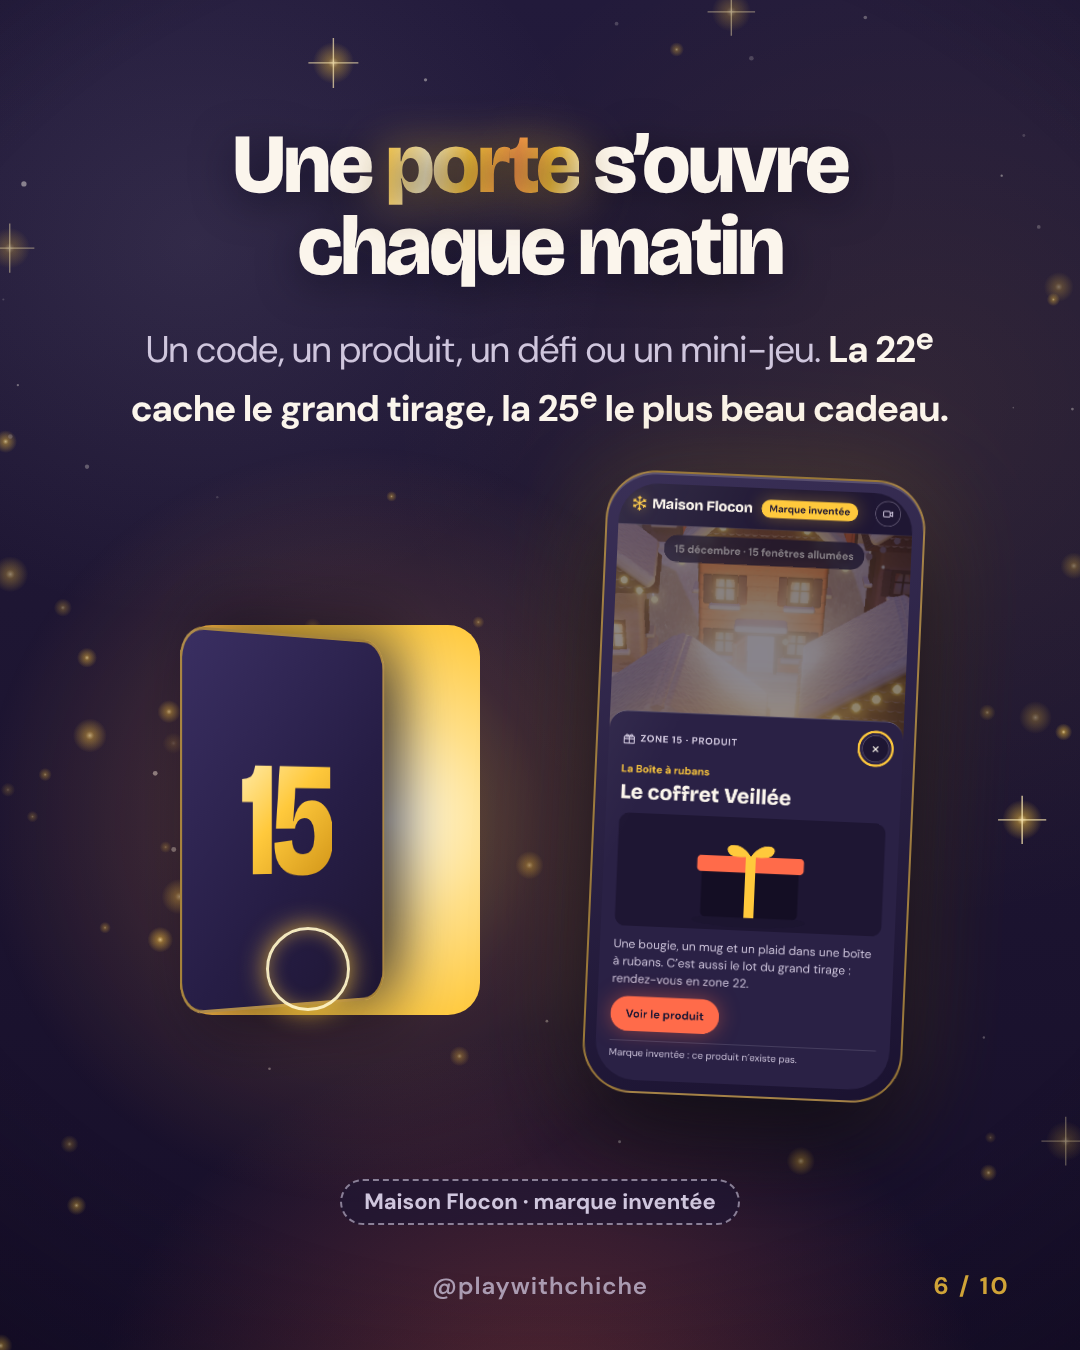 Une porte s’ouvre
chaque matin
Un code, un produit, un défi ou un mini-jeu. La 22e
cache le grand tirage, la 25e le plus beau cadeau.
15
Maison Flocon
Marque inventée
15 décembre · 15 fenêtres allumées
ZONE 15 · PRODUIT
La Boîte à rubans
Le coffret Veillée
Une bougie, un mug et un plaid dans une boîte
à rubans. C’est aussi le lot du grand tirage :
rendez-vous en zone 22.
Voir le produit
Marque inventée : ce produit n’existe pas.
Maison Flocon · marque inventée
@playwithchiche
6 / 10